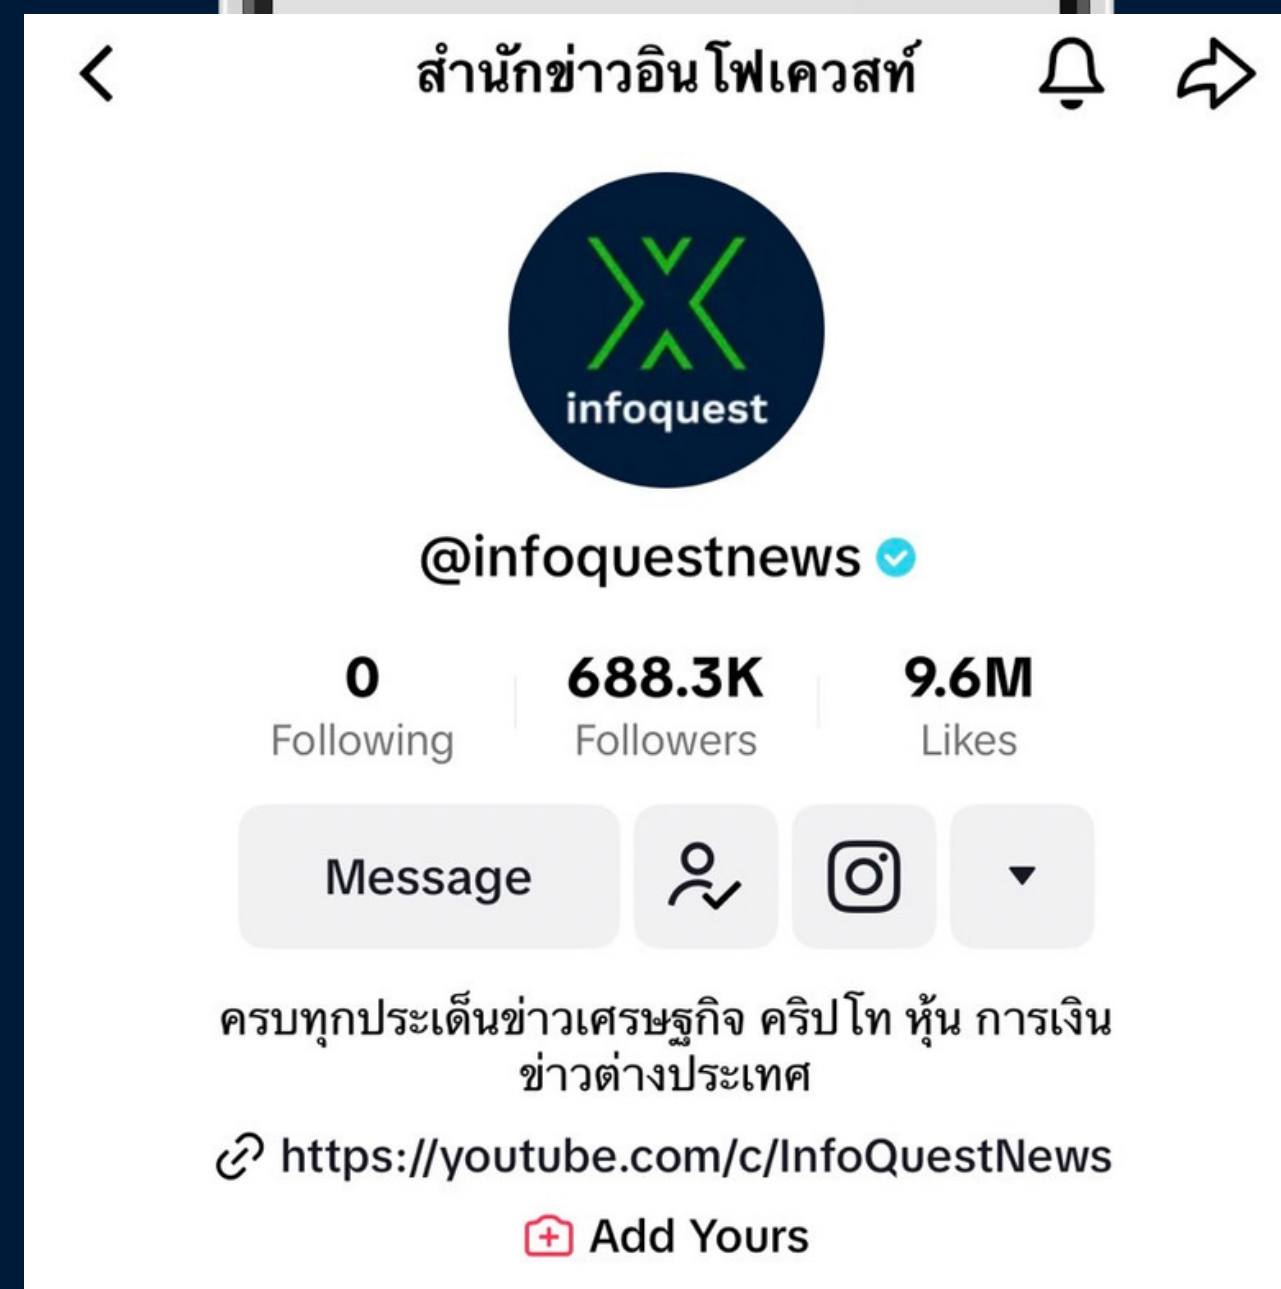 สำนักข่าวอินโฟเควสท์
infoquest
@infoquestnews
0 688.3K 9.6M
Following Followers Likes
Message
ครบทุกประเด็นข่าวเศรษฐกิจ คริปโท หุ้น การเงิน
ข่าวต่างประเทศ
https://youtube.com/c/InfoQuestNews
Add Yours